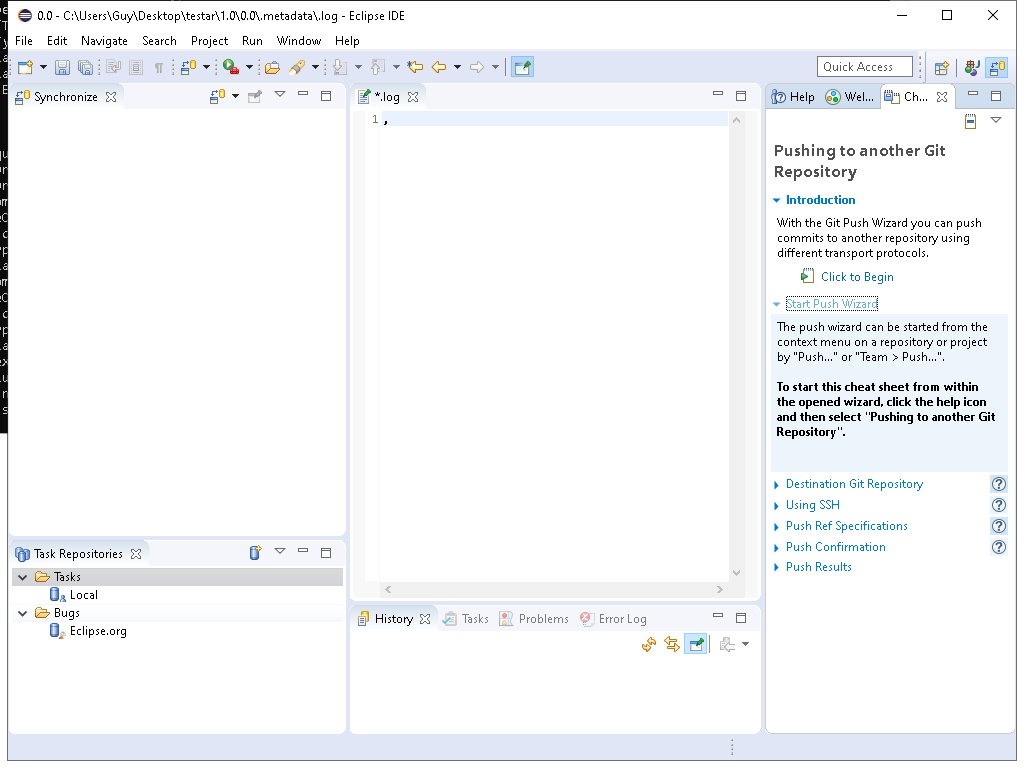 0.0 - C:\Users\Guy\Desktop\testar\1.0\0.0\.metadata\.log - Eclipse IDE
File Edit Navigate Search Project Run Window Help
Quick Access
Synchronize
*.log
Help Wel... Ch...
1 ,
Pushing to another Git
Repository
Introduction
With the Git Push Wizard you can push
commits to another repository using
different transport protocols.
Click to Begin
Start Push Wizard
The push wizard can be started from the
context menu on a repository or project
by "Push..." or "Team > Push...".
To start this cheat sheet from within
the opened wizard, click the help icon
and then select "Pushing to another Git
Repository".
Destination Git Repository
Using SSH
Push Ref Specifications
Push Confirmation
Push Results
Task Repositories
Tasks
Local
Bugs
Eclipse.org
History Tasks Problems Error Log